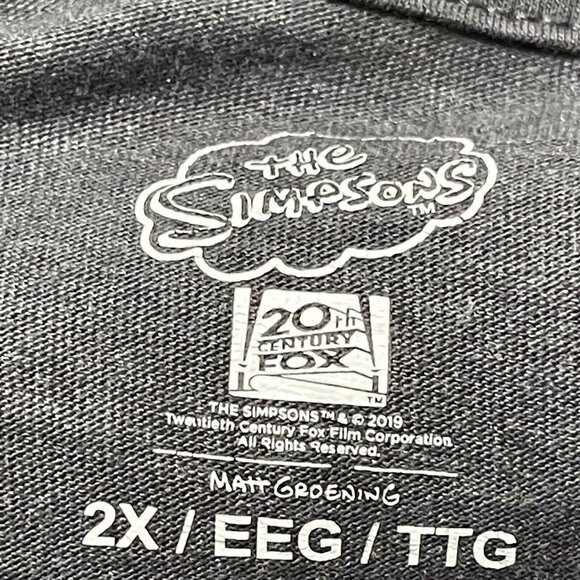 THE
SIMPSONS™
20TH
CENTURY
FOX
™
THE SIMPSONS™ & © 2019
Twentieth Century Fox Film Corporation
All Rights Reserved.
MATT GROENING
2X / EEG / TTG